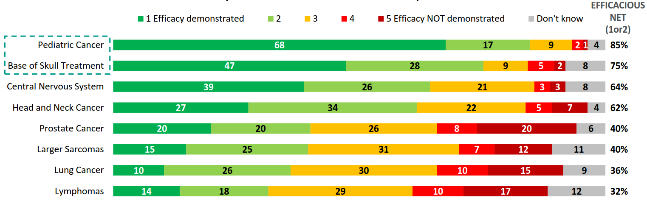 EFFICACIOUS
NET
(1or2)
1 Efficacy demonstrated 2 3 4 5 Efficacy NOT demonstrated Don't know
Pediatric Cancer 68 17 9 2 1 4 85%
Base of Skull Treatment 47 28 9 5 2 8 75%
Central Nervous System 39 26 21 3 3 8 64%
Head and Neck Cancer 27 34 22 5 7 4 62%
Prostate Cancer 20 20 26 8 20 6 40%
Larger Sarcomas 15 25 31 7 12 11 40%
Lung Cancer 10 26 30 10 15 9 36%
Lymphomas 14 18 29 10 17 12 32%